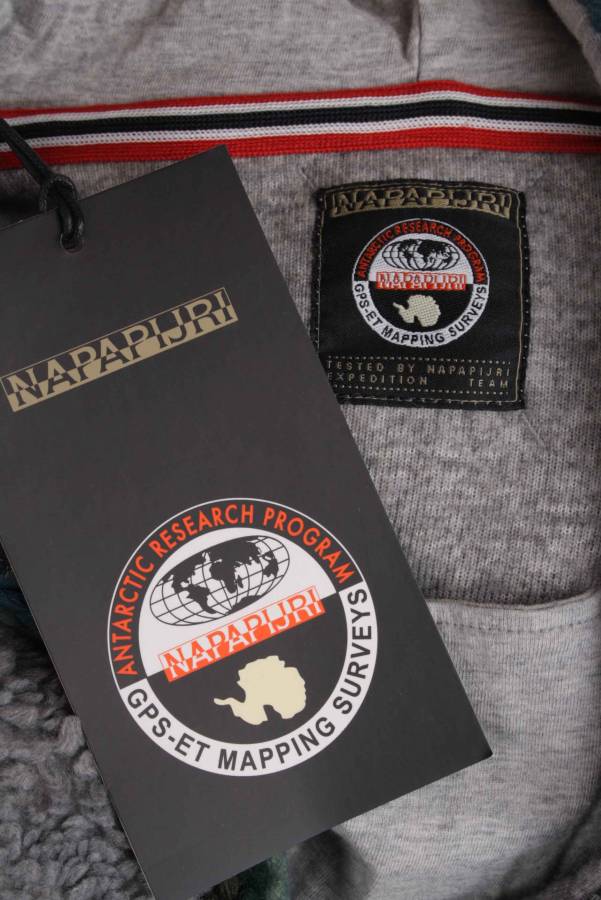 NAPAPIJRI
ANTARCTIC RESEARCH PROGRAM
NAPAPIJRI
GPS-ET MAPPING SURVEYS
TESTED BY NAPAPIJRI
EXPEDITION TEAM
NAPAPIJRI
ANTARCTIC RESEARCH PROGRAM
NAPAPIJRI
GPS-ET MAPPING SURVEYS